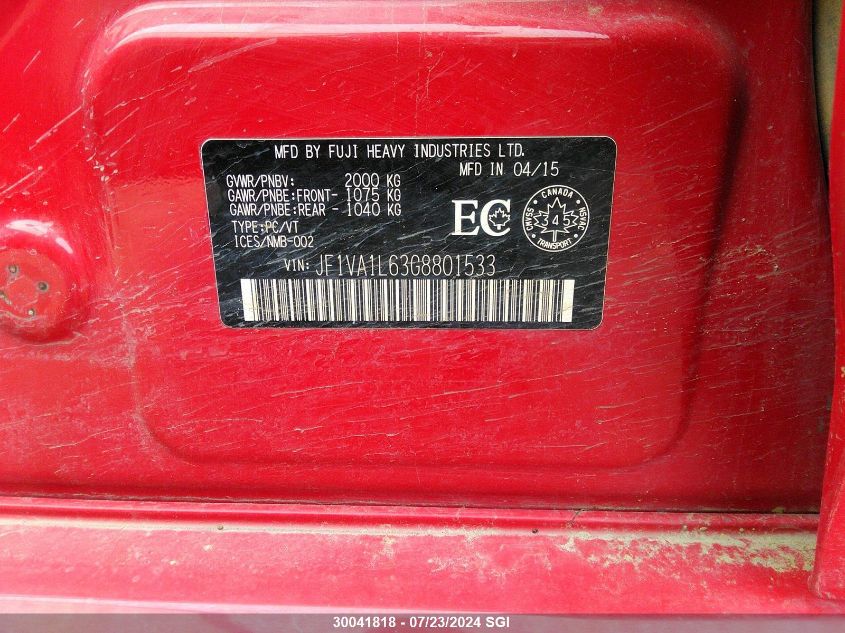 MFD BY FUJI HEAVY INDUSTRIES LTD.
MFD IN 04/15
GVWR/PNBV: 2000 KG
GAWR/PNBE:FRONT- 1075 KG
GAWR/PNBE:REAR - 1040 KG
TYPE:PC/VT
ICES/NMB-002
EC
CANADA
CMVSS
NSVAC
345
TRANSPORT
VIN: JF1VA1L63G8801533
30041818 - 07/23/2024 SGI